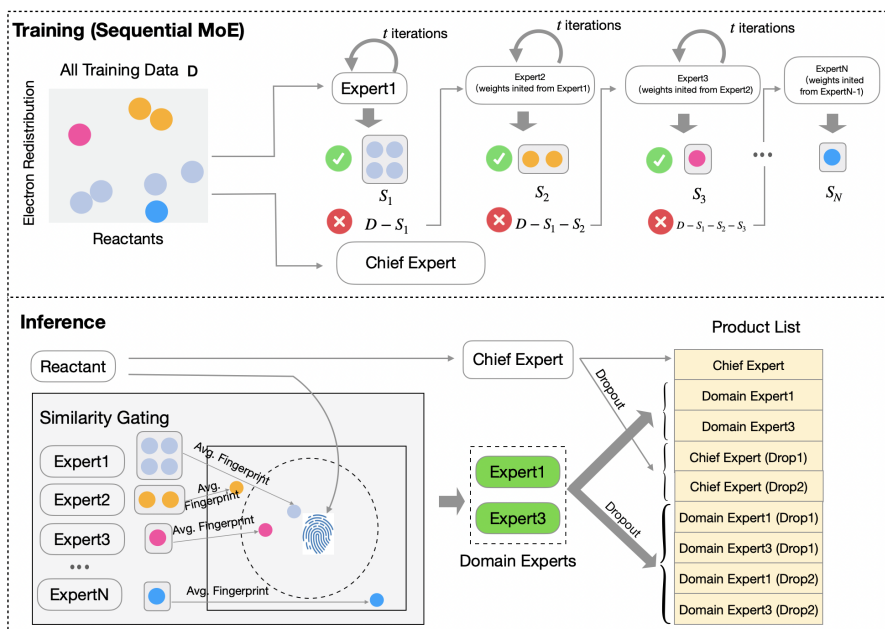 Training (Sequential MoE)
All Training Data D
Electron Redistribution
Reactants
t iterations
Expert1
S1
D − S1
t iterations
Expert2
(weights inited from Expert1)
S2
D − S1 − S2
t iterations
Expert3
(weights inited from Expert2)
S3
D − S1 − S2 − S3
...
ExpertN
(weights inited
from ExpertN-1)
SN
Chief Expert
Inference
Reactant
Similarity Gating
Expert1
Expert2
Expert3
...
ExpertN
Avg. Fingerprint
Avg.
Fingerprint
Avg. Fingerprint
Avg. Fingerprint
Chief Expert
Dropout
Expert1
Expert3
Domain Experts
Dropout
Product List
Chief Expert
Domain Expert1
Domain Expert3
Chief Expert (Drop1)
Chief Expert (Drop2)
Domain Expert1 (Drop1)
Domain Expert3 (Drop1)
Domain Expert1 (Drop2)
Domain Expert3 (Drop2)